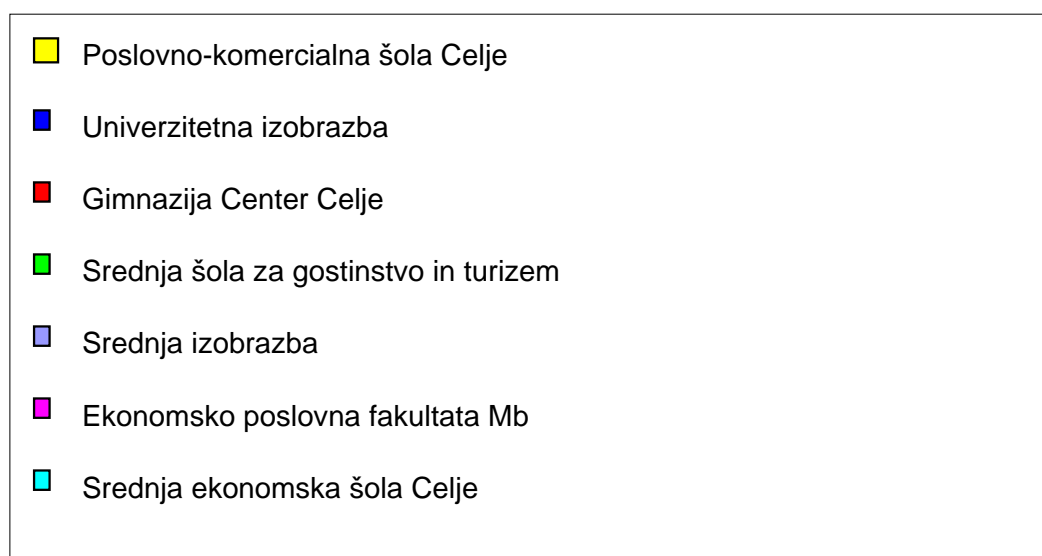 Poslovno-komercialna šola Celje
Univerzitetna izobrazba
Gimnazija Center Celje
Srednja šola za gostinstvo in turizem
Srednja izobrazba
Ekonomsko poslovna fakultata Mb
Srednja ekonomska šola Celje